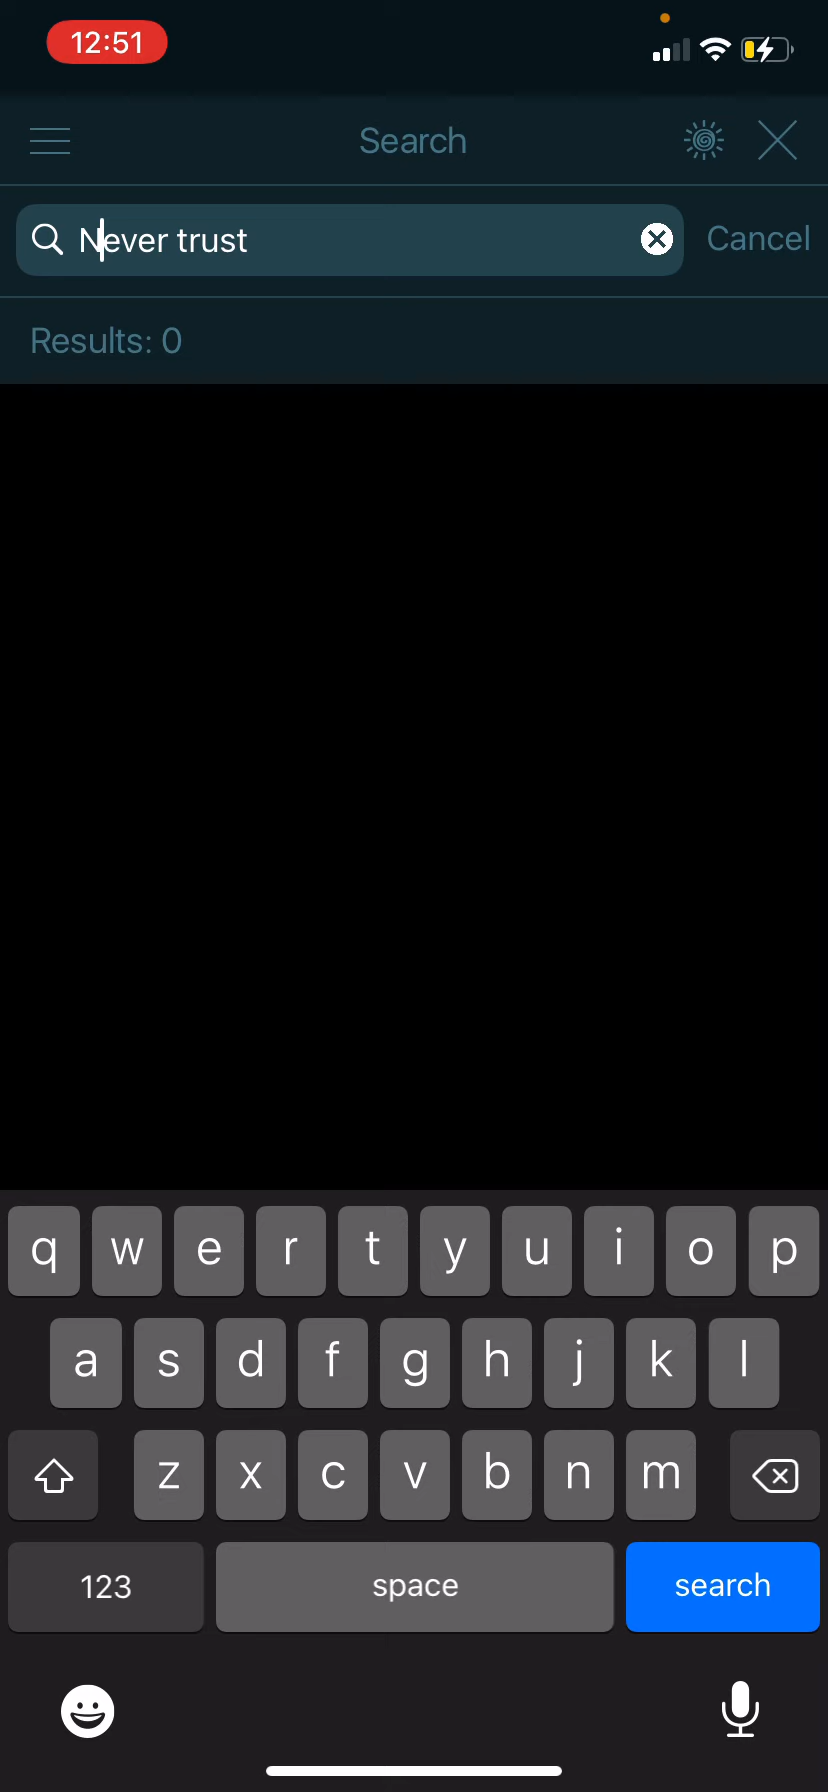 12:51
Search
Never trust
Cancel
Results: 0
q w e r t y u i o p
a s d f g h j k l
z x c v b n m
123 space search